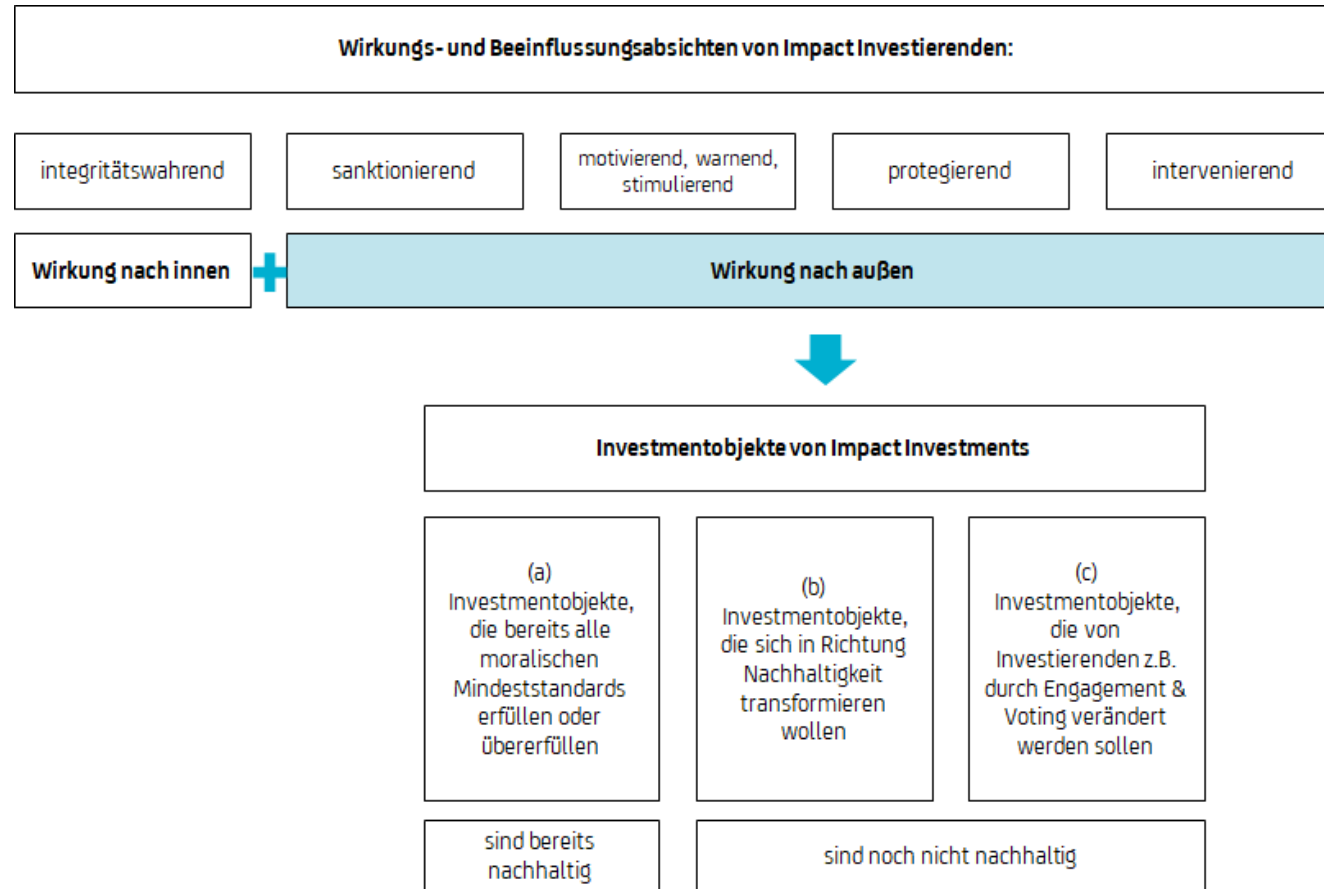 Wirkungs- und Beeinflussungsabsichten von Impact Investierenden:
integritätswahrend
sanktionierend
motivierend, warnend,
stimulierend
protegierend
intervenierend
Wirkung nach innen
Wirkung nach außen
Investmentobjekte von Impact Investments
(a)
Investmentobjekte,
die bereits alle
moralischen
Mindeststandards
erfüllen oder
übererfüllen
(b)
Investmentobjekte,
die sich in Richtung
Nachhaltigkeit
transformieren
wollen
(c)
Investmentobjekte,
die von
Investierenden z.B.
durch Engagement &
Voting verändert
werden sollen
sind bereits
nachhaltig
sind noch nicht nachhaltig